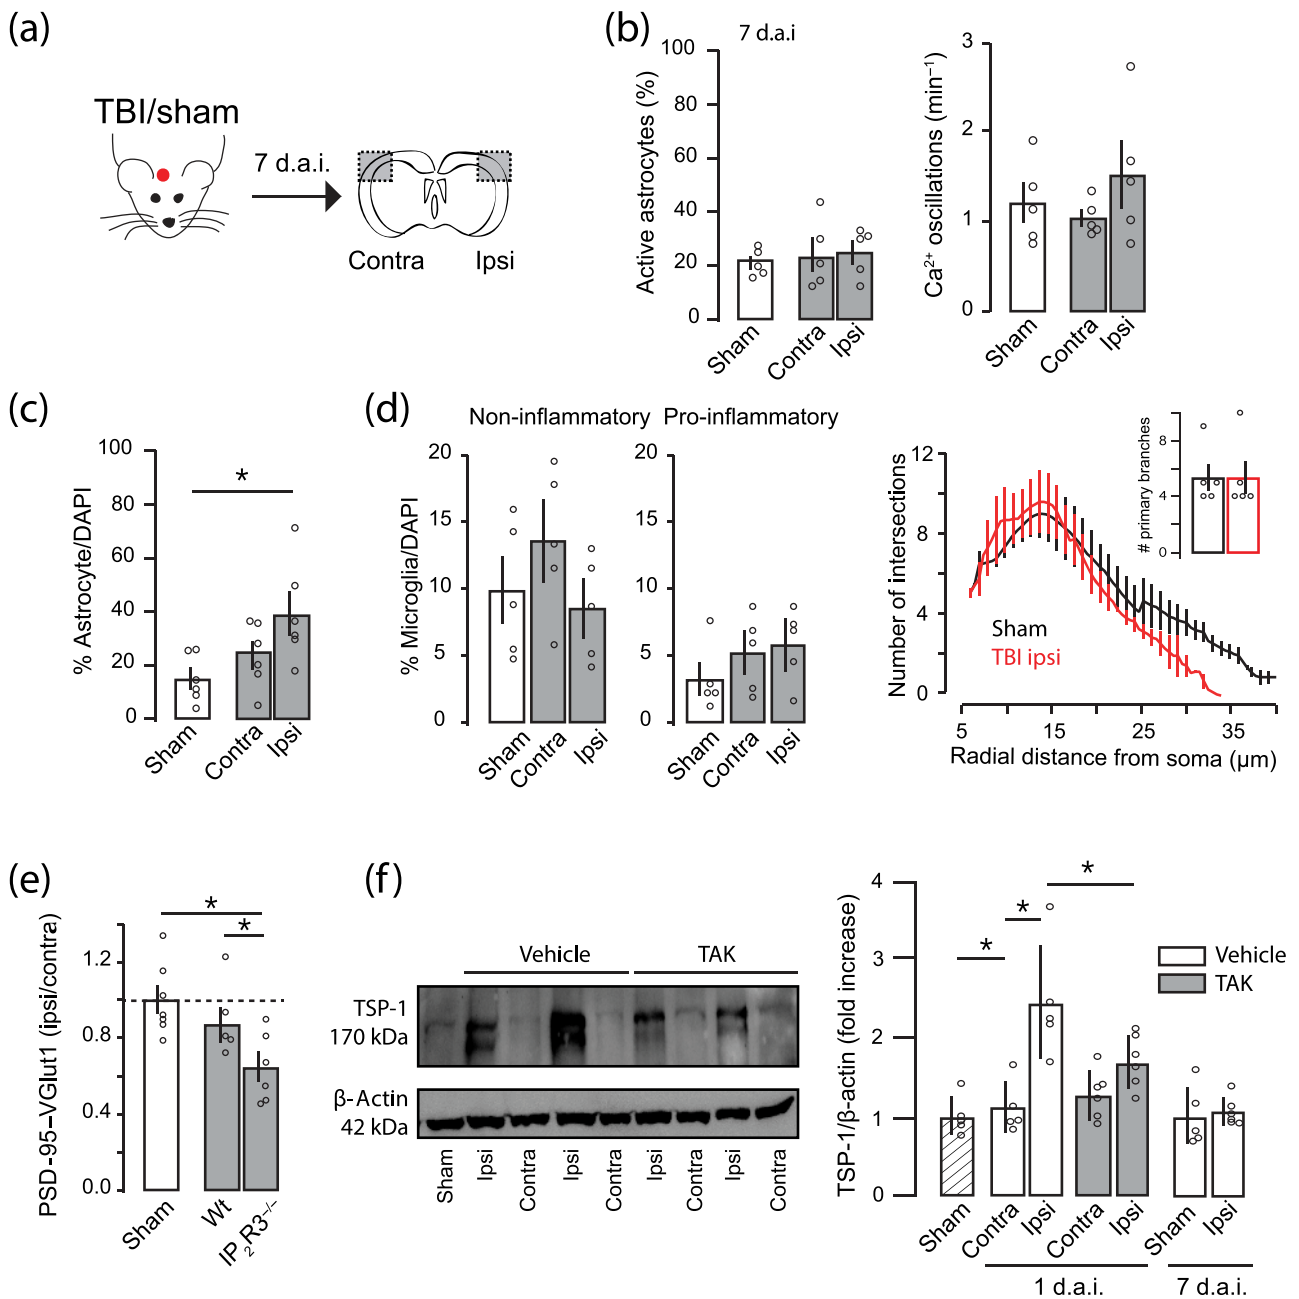 (a)
TBI/sham
7 d.a.i.
Contra Ipsi
(b)
7 d.a.i
Active astrocytes (%)
100
80
60
40
20
0
Sham Contra Ipsi
Ca²⁺ oscillations (min⁻¹)
3
2
1
0
Sham Contra Ipsi
(c)
% Astrocyte/DAPI
100
80
60
40
20
0
*
Sham Contra Ipsi
(d)
Non-inflammatory Pro-inflammatory
% Microglia/DAPI
20
15
10
5
0
Sham Contra Ipsi
20
15
10
5
0
Sham Contra Ipsi
Number of intersections
12
8
4
0
Sham
TBI ipsi
5 15 25 35
Radial distance from soma (µm)
# primary branches
8
4
0
(e)
PSD-95–VGlut1 (ipsi/contra)
1.2
0.8
0.4
0.0
*
*
Sham Wt IP₂R3⁻/⁻
(f)
Vehicle TAK
TSP-1
170 kDa
β-Actin
42 kDa
Sham Ipsi Contra Ipsi Contra Ipsi Contra Ipsi Contra
TSP-1/β-actin (fold increase)
4
3
2
1
0
*
*
*
Vehicle
TAK
Sham Contra Ipsi Contra Ipsi Sham Ipsi
1 d.a.i. 7 d.a.i.